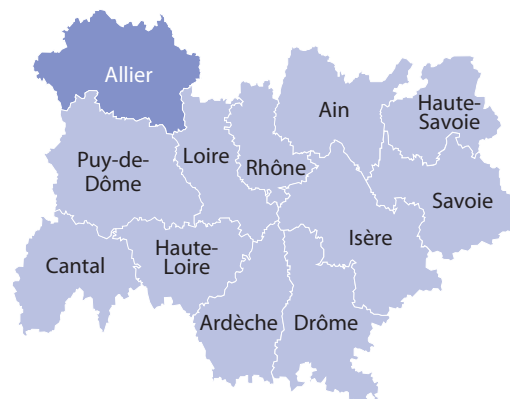 Allier
Ain
Haute-
Savoie
Puy-de-
Dôme
Loire
Rhône
Savoie
Isère
Cantal
Haute-
Loire
Ardèche
Drôme